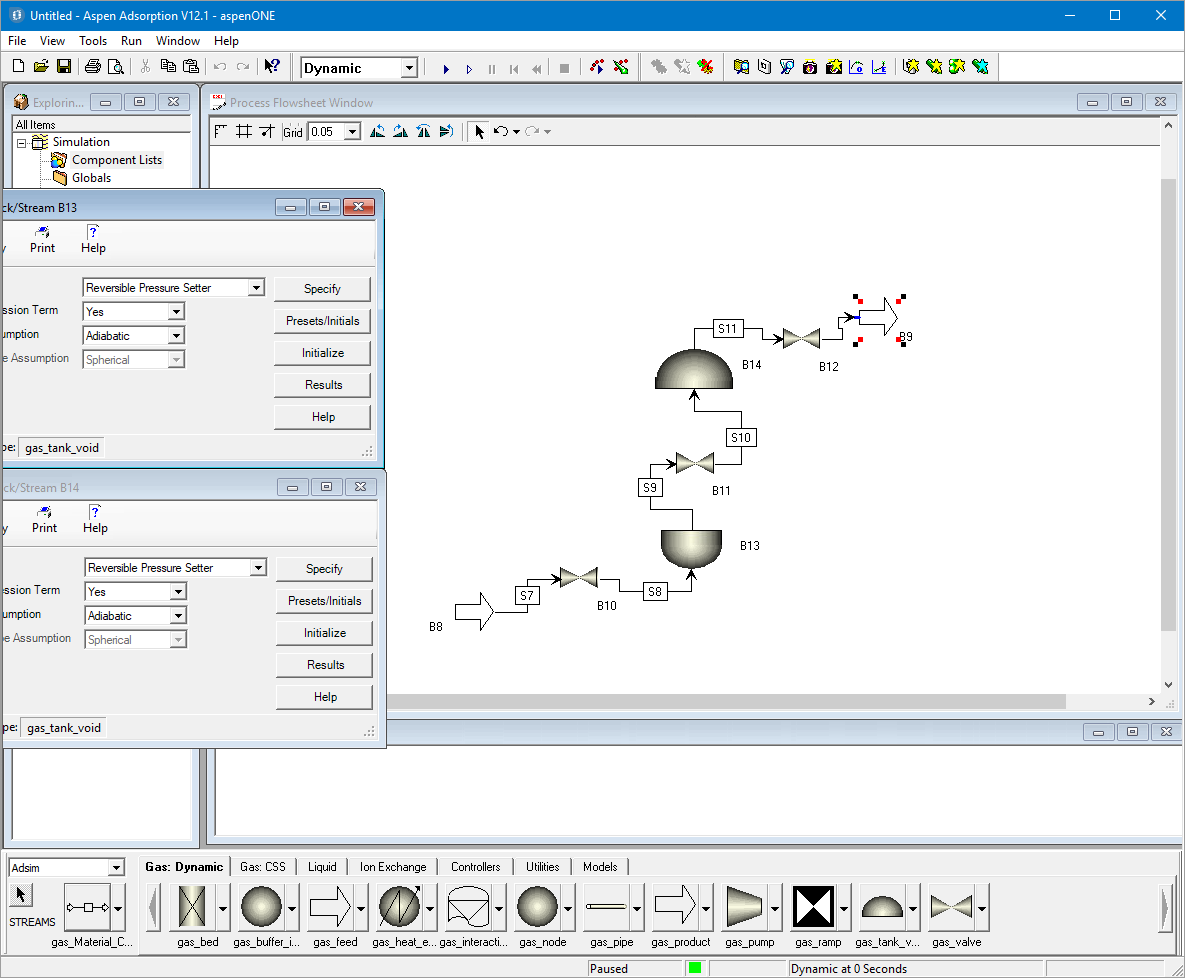 Untitled - Aspen Adsorption V12.1 - aspenONE
File View Tools Run Window Help
Dynamic
Explorin...
Process Flowsheet Window
All Items
Simulation
Component Lists
Globals
Grid 0.05
ck/Stream B13
y Print Help
Reversible Pressure Setter
Specify
ssion Term Yes
Presets/Initials
umption Adiabatic
Initialize
e Assumption Spherical
Results
Help
pe: gas_tank_void
ck/Stream B14
y Print Help
Reversible Pressure Setter
Specify
ssion Term Yes
Presets/Initials
umption Adiabatic
Initialize
e Assumption Spherical
Results
Help
pe: gas_tank_void
S11
B9
B14
B12
S10
S9
B11
B13
S7
B10
S8
B8
Adsim
Gas: Dynamic Gas: CSS Liquid Ion Exchange Controllers Utilities Models
STREAMS
gas_Material_C... gas_bed gas_buffer_i... gas_feed gas_heat_e... gas_interacti... gas_node gas_pipe gas_product gas_pump gas_ramp gas_tank_v... gas_valve
Paused
Dynamic at 0 Seconds